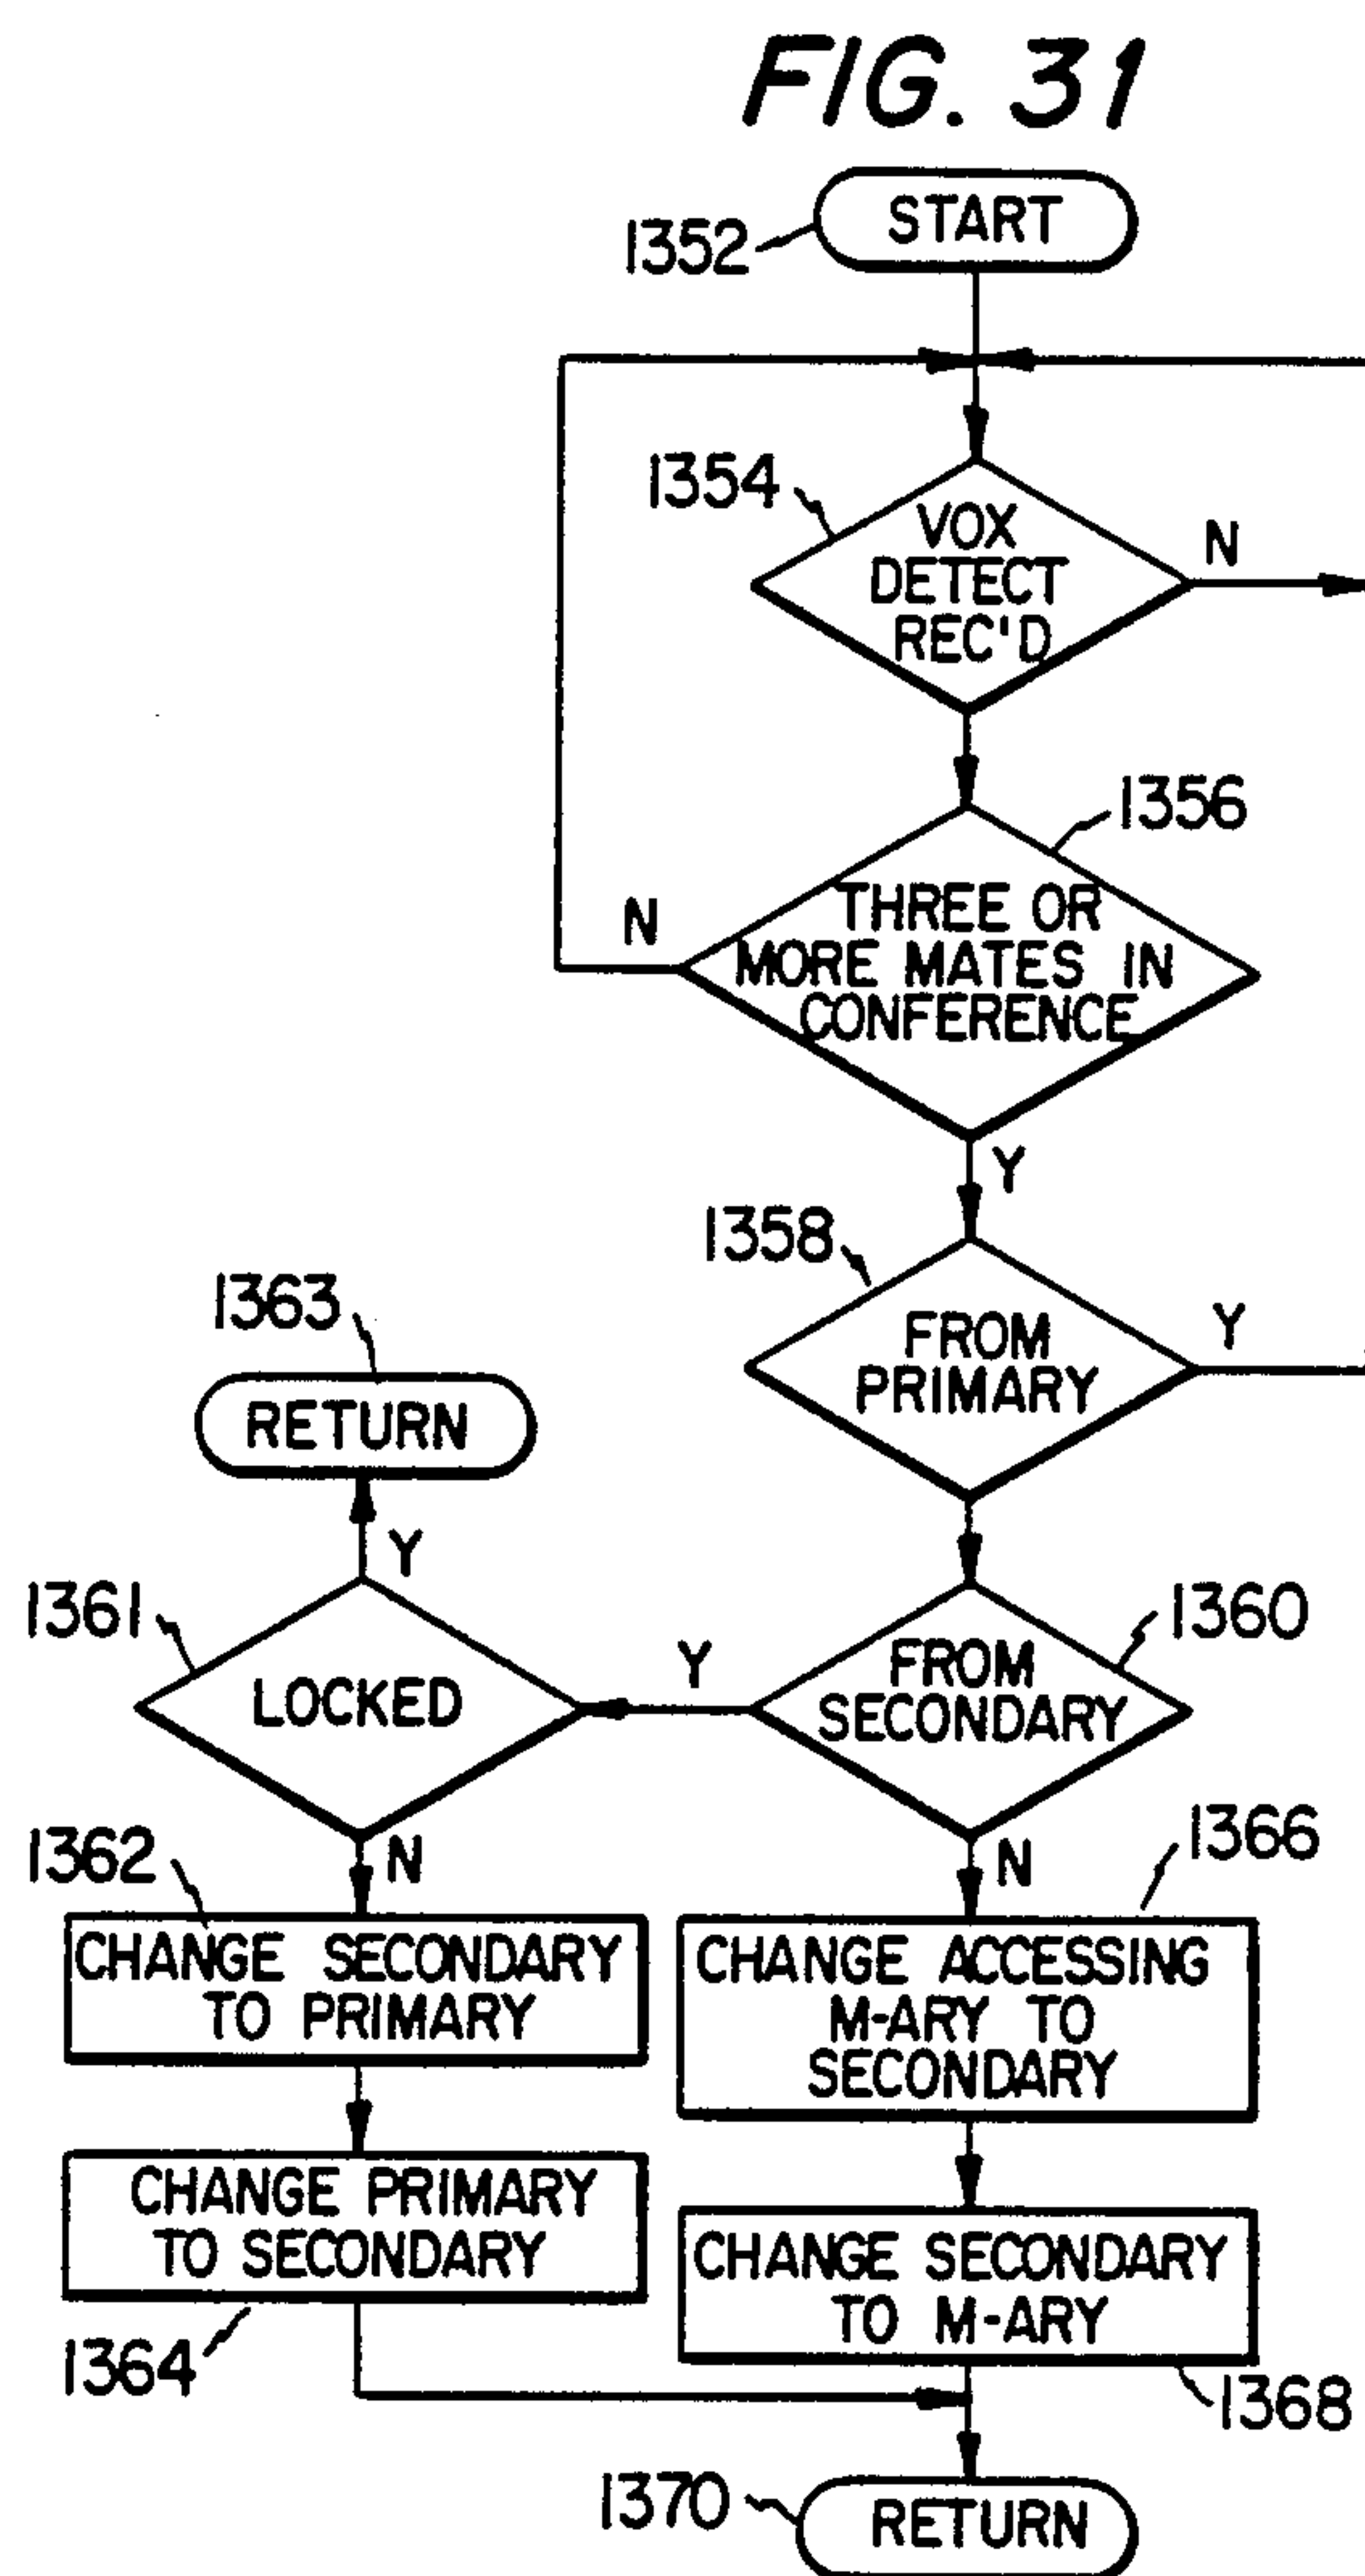 FIG. 31
START
1352
1354
VOX
DETECT
REC'D
N
1356
THREE OR
MORE MATES IN
CONFERENCE
N
Y
1358
FROM
PRIMARY
Y
1363
RETURN
Y
1361
LOCKED
Y
1360
FROM
SECONDARY
N
N
1362
CHANGE SECONDARY
TO PRIMARY
1366
CHANGE ACCESSING
M-ARY TO
SECONDARY
CHANGE PRIMARY
TO SECONDARY
1364
CHANGE SECONDARY
TO M-ARY
1368
1370
RETURN